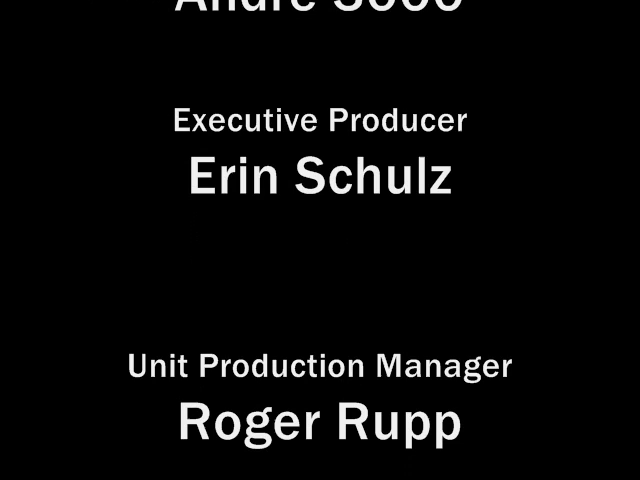 Executive Producer
Erin Schulz
Unit Production Manager
Roger Rupp